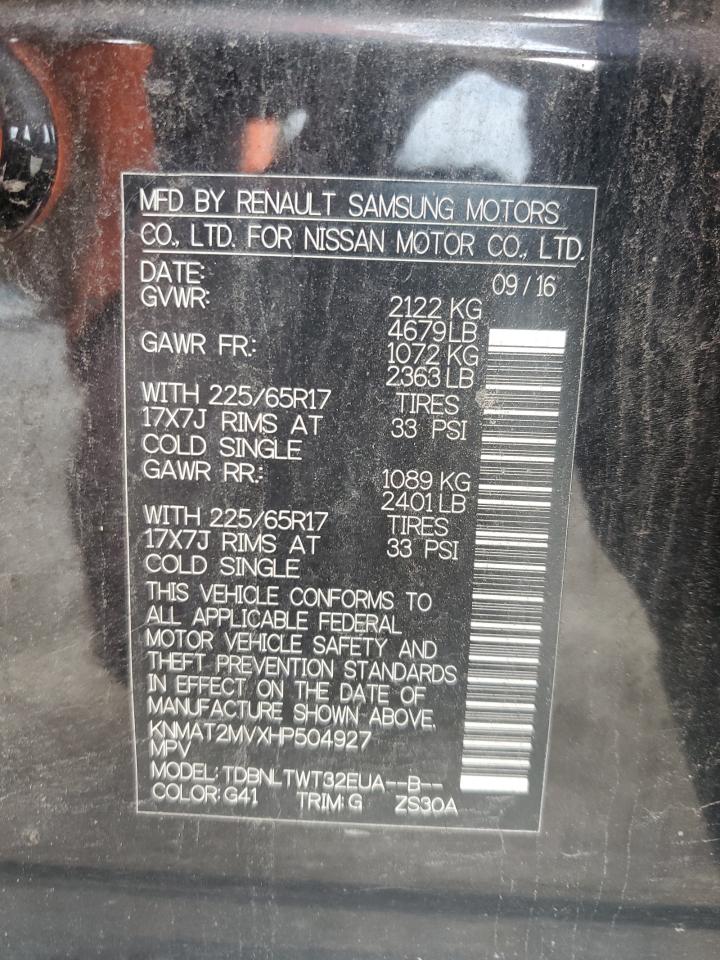 MFD BY RENAULT SAMSUNG MOTORS
CO., LTD. FOR NISSAN MOTOR CO., LTD.
DATE: 09 / 16
GVWR: 2122 KG
4679 LB
GAWR FR.: 1072 KG
2363 LB
WITH 225/65R17 TIRES
17X7J RIMS AT 33 PSI
COLD SINGLE
GAWR RR.: 1089 KG
2401 LB
WITH 225/65R17 TIRES
17X7J RIMS AT 33 PSI
COLD SINGLE
THIS VEHICLE CONFORMS TO
ALL APPLICABLE FEDERAL
MOTOR VEHICLE SAFETY AND
THEFT PREVENTION STANDARDS
IN EFFECT ON THE DATE OF
MANUFACTURE SHOWN ABOVE.
KNMAT2MVXHP504927
MPV
MODEL: TDBNLTWT32EUA--B--
COLOR: G41 TRIM: G ZS30A